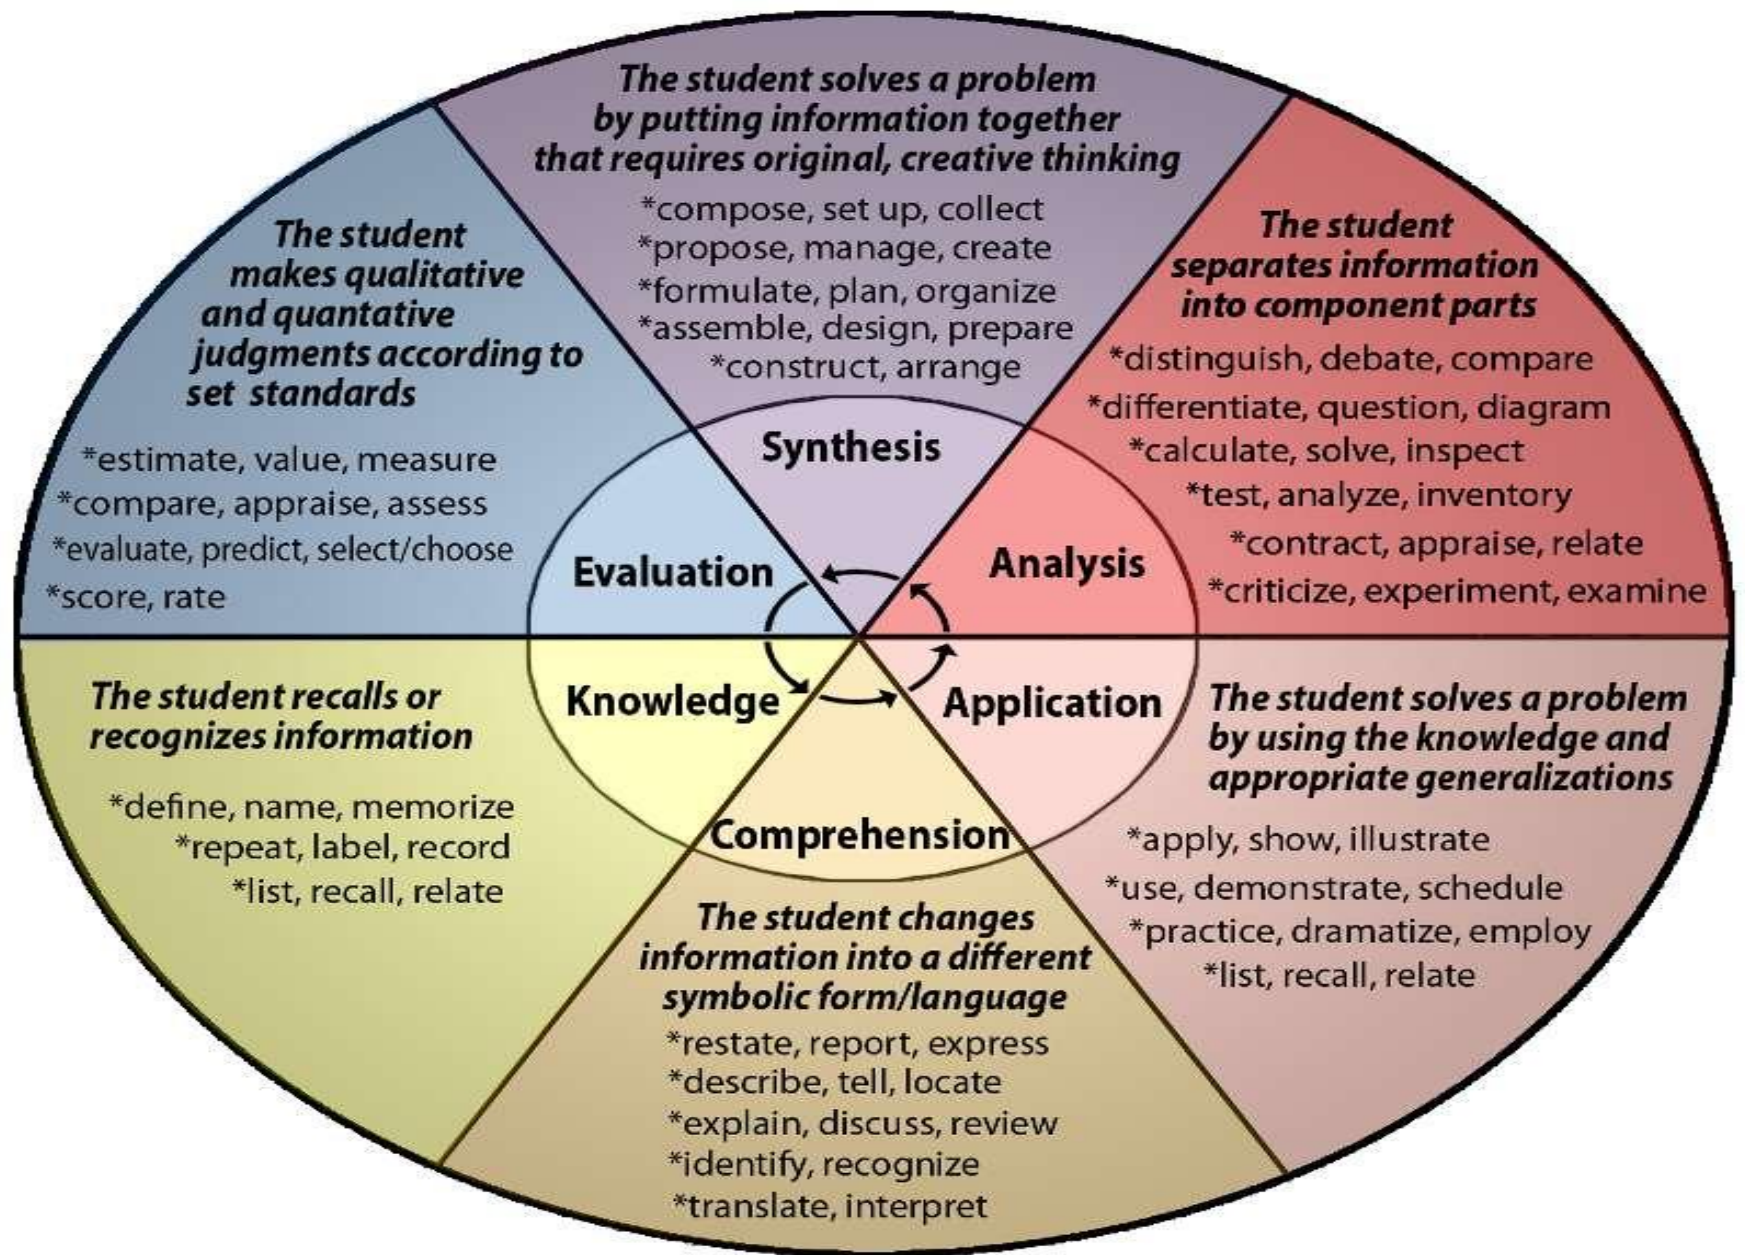 The student solves a problem
by putting information together
that requires original, creative thinking
*compose, set up, collect
*propose, manage, create
*formulate, plan, organize
*assemble, design, prepare
*construct, arrange
Synthesis
The student
separates information
into component parts
*distinguish, debate, compare
*differentiate, question, diagram
*calculate, solve, inspect
*test, analyze, inventory
*contract, appraise, relate
*criticize, experiment, examine
Analysis
The student
makes qualitative
and quantative
judgments according to
set standards
*estimate, value, measure
*compare, appraise, assess
*evaluate, predict, select/choose
*score, rate
Evaluation
Knowledge
The student recalls or
recognizes information
*define, name, memorize
*repeat, label, record
*list, recall, relate
Comprehension
The student changes
information into a different
symbolic form/language
*restate, report, express
*describe, tell, locate
*explain, discuss, review
*identify, recognize
*translate, interpret
Application
The student solves a problem
by using the knowledge and
appropriate generalizations
*apply, show, illustrate
*use, demonstrate, schedule
*practice, dramatize, employ
*list, recall, relate